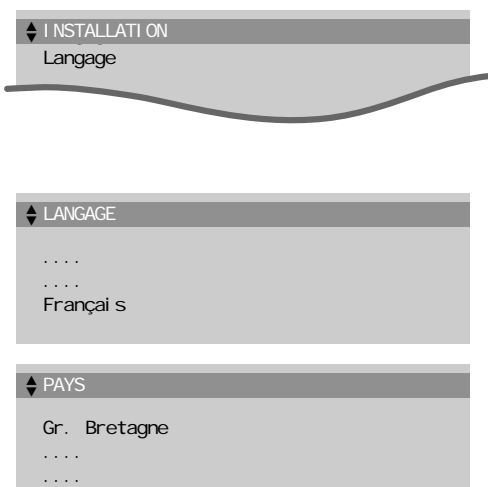 INSTALLATION
Langage
LANGAGE
....
....
Français
PAYS
Gr. Bretagne
....
....